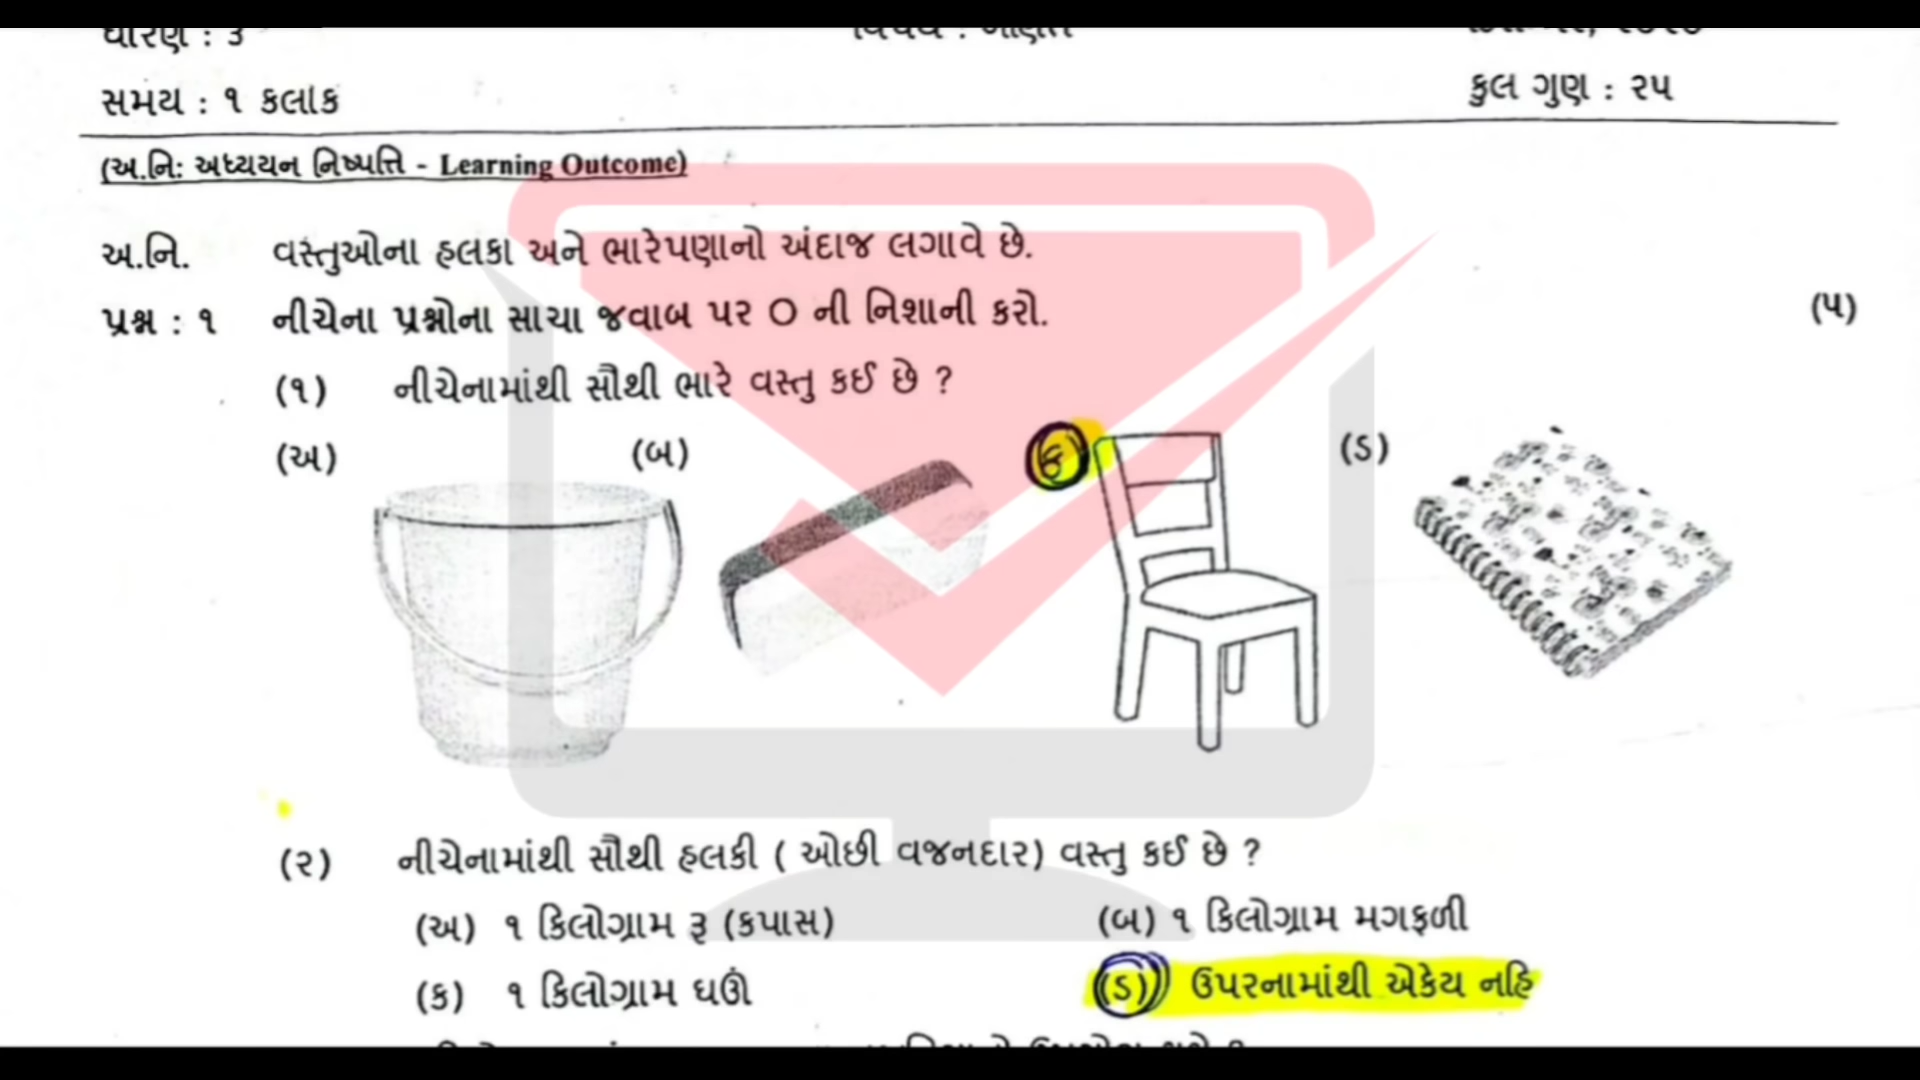 ધોરણ : ૩
સમય : ૧ કલાક
કુલ ગુણ : ૨૫
(અ.નિ: અધ્યયન નિષ્પત્તિ - Learning Outcome)
અ.નિ. વસ્તુઓના હલકા અને ભારેપણાનો અંદાજ લગાવે છે.
પ્રશ્ન : ૧ નીચેના પ્રશ્નોના સાચા જવાબ પર O ની નિશાની કરો. (૫)
(૧) નીચેનામાંથી સૌથી ભારે વસ્તુ કઈ છે ?
(અ) (બ) (ડ)
(૨) નીચેનામાંથી સૌથી હલકી ( ઓછી વજનદાર) વસ્તુ કઈ છે ?
(અ) ૧ કિલોગ્રામ રૂ (કપાસ) (બ) ૧ કિલોગ્રામ મગફળી
(ક) ૧ કિલોગ્રામ ઘઉં (ડ) ઉપરનામાંથી એકેય નહિ